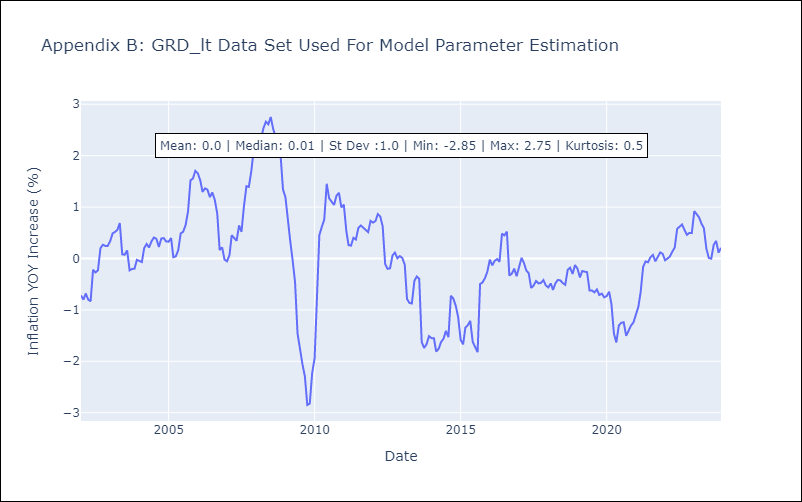 Appendix B: GRD_lt Data Set Used For Model Parameter Estimation
Inflation YOY Increase (%)
3
Mean: 0.0 | Median: 0.01 | St Dev :1.0 | Min: -2.85 | Max: 2.75 | Kurtosis: 0.5
2
1
0
−1
−2
−3
2005 2010 2015 2020
Date